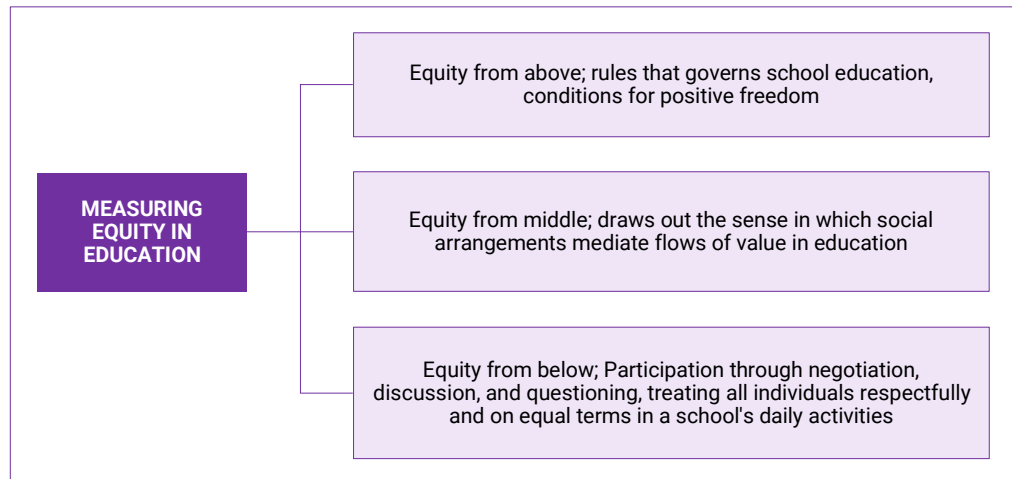 Equity from above; rules that governs school education,
conditions for positive freedom
MEASURING
EQUITY IN
EDUCATION
Equity from middle; draws out the sense in which social
arrangements mediate flows of value in education
Equity from below; Participation through negotiation,
discussion, and questioning, treating all individuals respectfully
and on equal terms in a school's daily activities